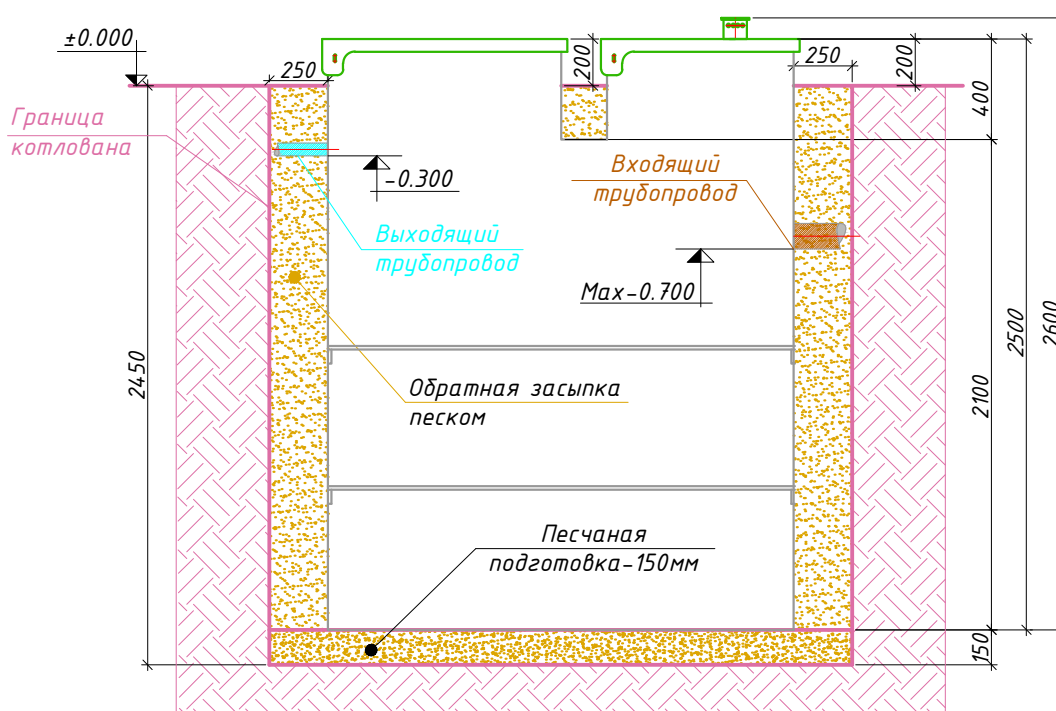 ±0.000
250
200
250
200
400
Граница
котлована
-0.300
Входящий
трубопровод
Выходящий
трубопровод
Max-0.700
2450
2500
2600
2100
Обратная засыпка
песком
Песчаная
подготовка-150мм
150